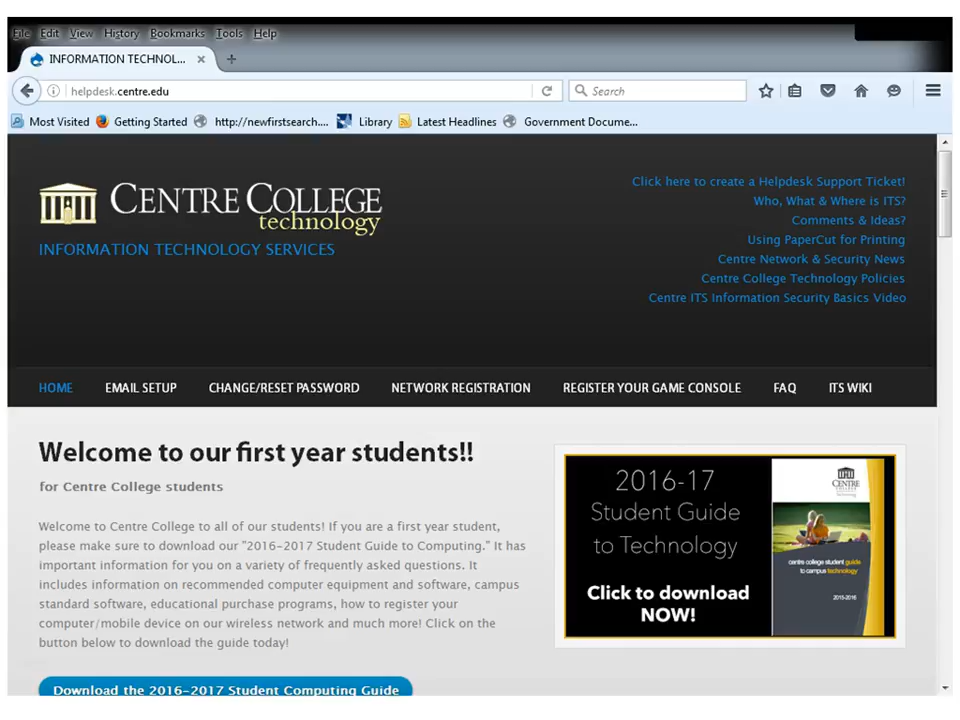 File Edit View History Bookmarks Tools Help
INFORMATION TECHNOL...
helpdesk.centre.edu
Search
Most Visited Getting Started http://newfirstsearch.... Library Latest Headlines Government Docume...
CENTRE COLLEGE
technology
INFORMATION TECHNOLOGY SERVICES
Click here to create a Helpdesk Support Ticket!
Who, What & Where is ITS?
Comments & Ideas?
Using PaperCut for Printing
Centre Network & Security News
Centre College Technology Policies
Centre ITS Information Security Basics Video
HOME EMAIL SETUP CHANGE/RESET PASSWORD NETWORK REGISTRATION REGISTER YOUR GAME CONSOLE FAQ ITS WIKI
Welcome to our first year students!!
for Centre College students
Welcome to Centre College to all of our students! If you are a first year student,
please make sure to download our "2016-2017 Student Guide to Computing." It has
important information for you on a variety of frequently asked questions. It
includes information on recommended computer equipment and software, campus
standard software, educational purchase programs, how to register your
computer/mobile device on our wireless network and much more! Click on the
button below to download the guide today!
Download the 2016-2017 Student Computing Guide
2016-17
Student Guide
to Technology
Click to download
NOW!
CENTRE
centre college student guide
to campus technology
2015-2016